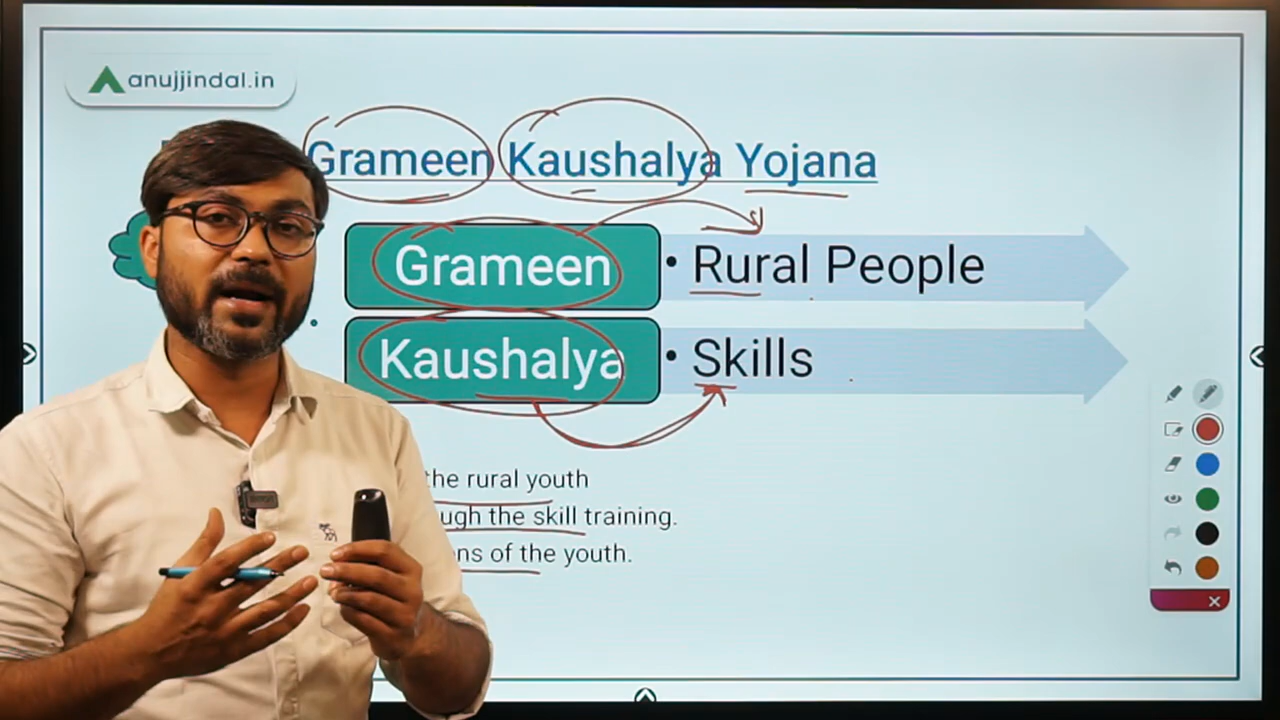 anujjindal.in
Grameen Kaushalya Yojana
Grameen
• Rural People
Kaushalya
• Skills
the rural youth
ugh the skill training.
ns of the youth.